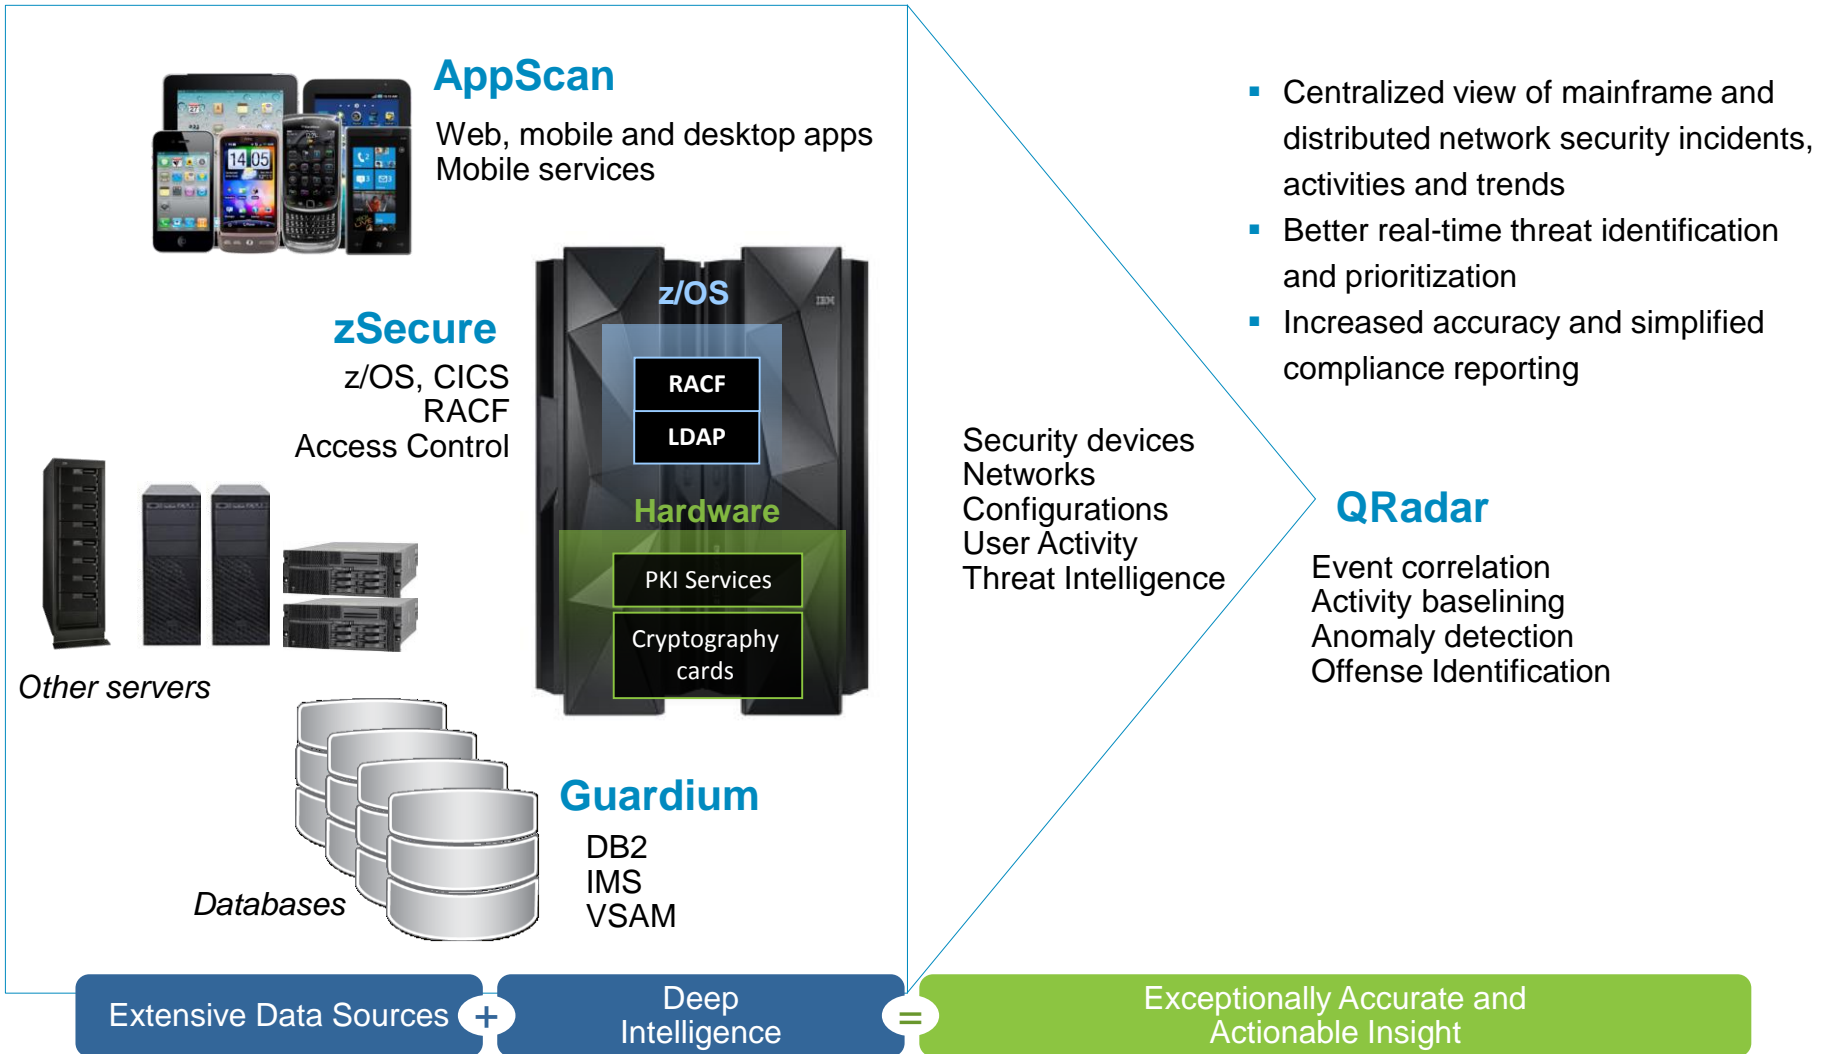 AppScan
Web, mobile and desktop apps
Mobile services
14 05
z/OS
IBM
zSecure
z/OS, CICS
RACF
Access Control
RACF
LDAP
Hardware
PKI Services
Cryptography
cards
Other servers
Guardium
DB2
IMS
VSAM
Databases
Security devices
Networks
Configurations
User Activity
Threat Intelligence
▪ Centralized view of mainframe and
distributed network security incidents,
activities and trends
▪ Better real-time threat identification
and prioritization
▪ Increased accuracy and simplified
compliance reporting
QRadar
Event correlation
Activity baselining
Anomaly detection
Offense Identification
Extensive Data Sources
+
Deep
Intelligence
=
Exceptionally Accurate and
Actionable Insight